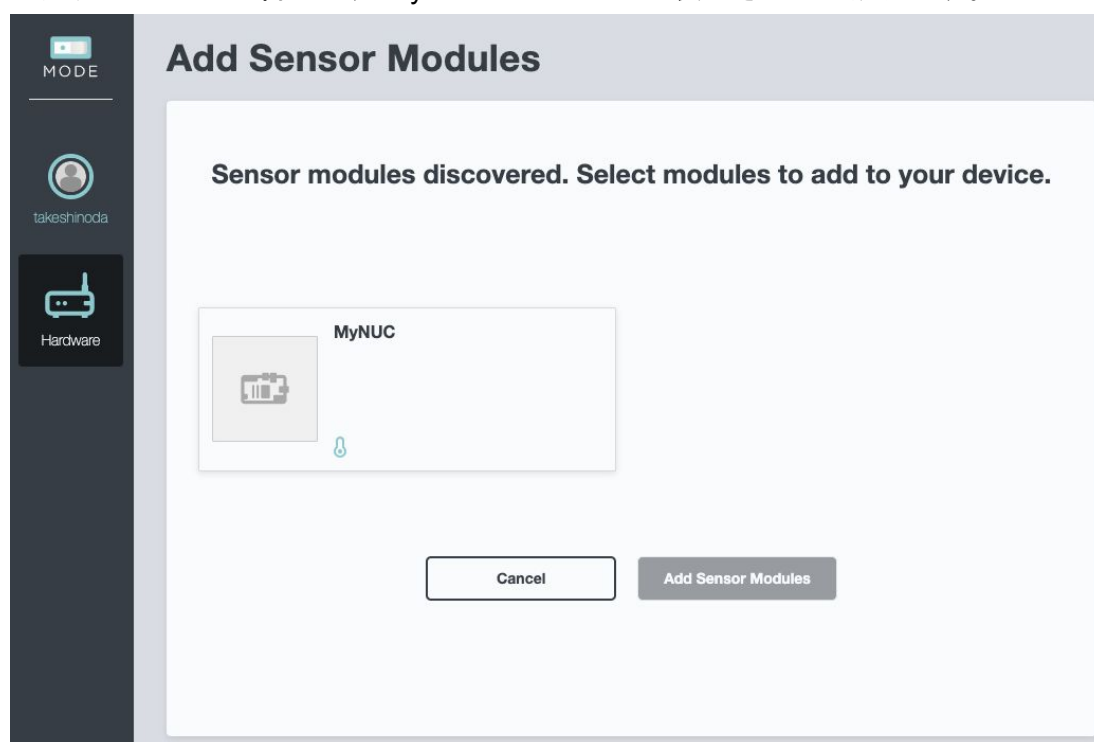 MODE
Add Sensor Modules
takeshinoda
Hardware
Sensor modules discovered. Select modules to add to your device.
MyNUC
Cancel
Add Sensor Modules